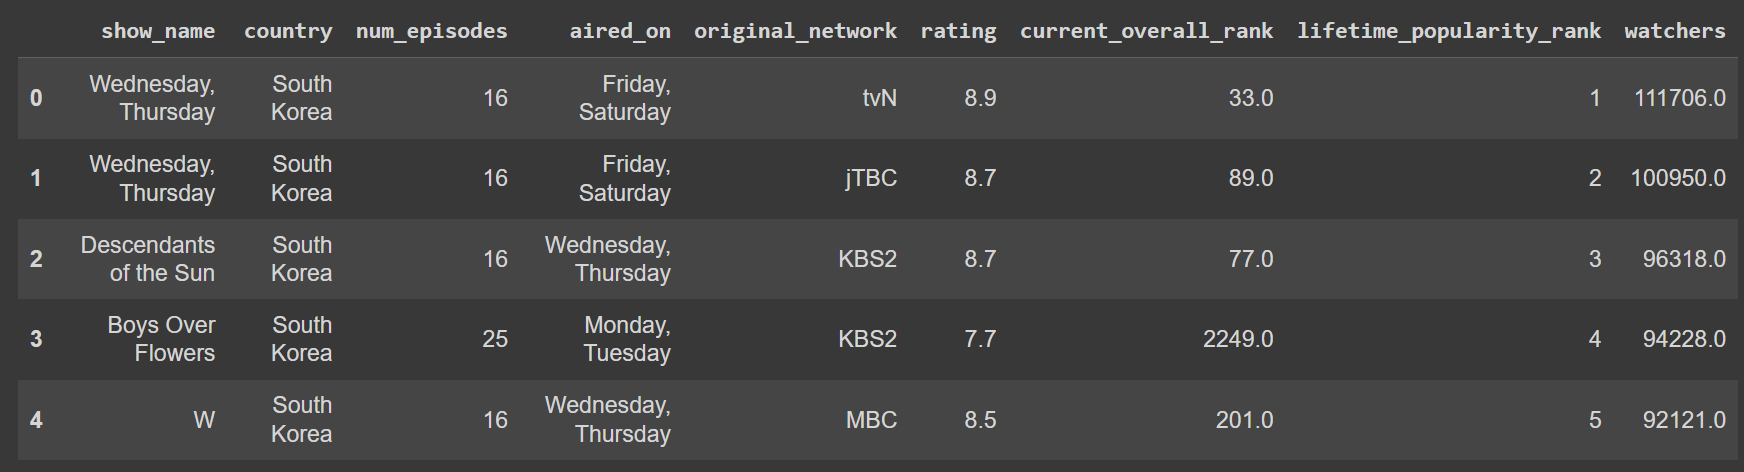 show_name country num_episodes aired_on original_network rating current_overall_rank lifetime_popularity_rank watchers
0 Wednesday, Thursday South Korea 16 Friday, Saturday tvN 8.9 33.0 1 111706.0
1 Wednesday, Thursday South Korea 16 Friday, Saturday jTBC 8.7 89.0 2 100950.0
2 Descendants of the Sun South Korea 16 Wednesday, Thursday KBS2 8.7 77.0 3 96318.0
3 Boys Over Flowers South Korea 25 Monday, Tuesday KBS2 7.7 2249.0 4 94228.0
4 W South Korea 16 Wednesday, Thursday MBC 8.5 201.0 5 92121.0